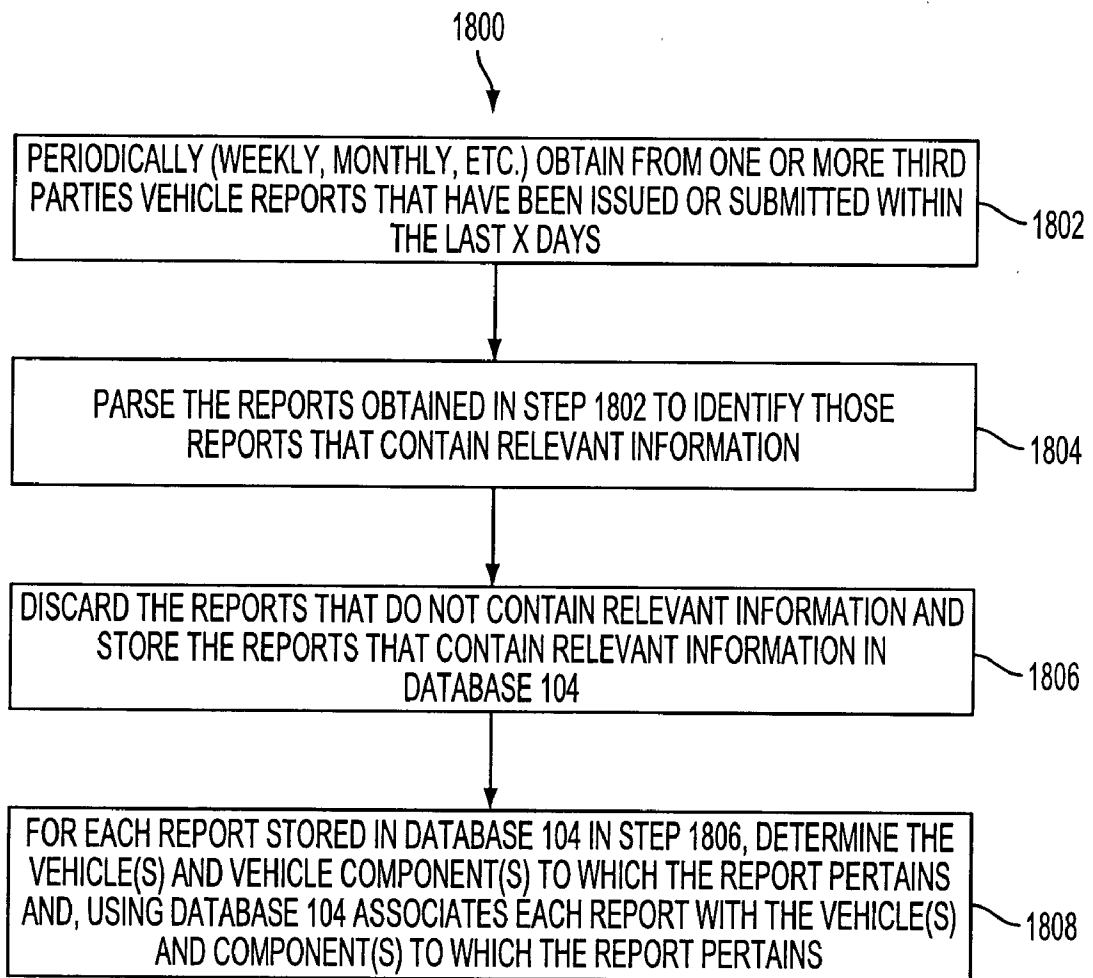 1800
PERIODICALLY (WEEKLY, MONTHLY, ETC.) OBTAIN FROM ONE OR MORE THIRD
PARTIES VEHICLE REPORTS THAT HAVE BEEN ISSUED OR SUBMITTED WITHIN
THE LAST X DAYS
1802
PARSE THE REPORTS OBTAINED IN STEP 1802 TO IDENTIFY THOSE
REPORTS THAT CONTAIN RELEVANT INFORMATION
1804
DISCARD THE REPORTS THAT DO NOT CONTAIN RELEVANT INFORMATION AND
STORE THE REPORTS THAT CONTAIN RELEVANT INFORMATION IN
DATABASE 104
1806
FOR EACH REPORT STORED IN DATABASE 104 IN STEP 1806, DETERMINE THE
VEHICLE(S) AND VEHICLE COMPONENT(S) TO WHICH THE REPORT PERTAINS
AND, USING DATABASE 104 ASSOCIATES EACH REPORT WITH THE VEHICLE(S)
AND COMPONENT(S) TO WHICH THE REPORT PERTAINS
1808